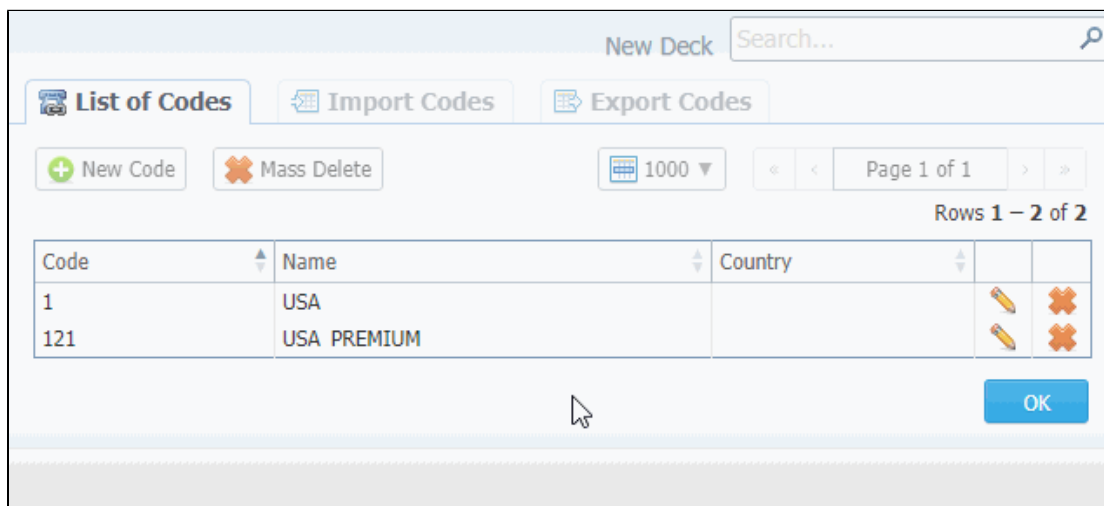 New Deck Search...
List of Codes Import Codes Export Codes
New Code Mass Delete 1000 ▼ « < Page 1 of 1 > »
Rows 1 – 2 of 2
Code Name Country
1 USA
121 USA PREMIUM
OK